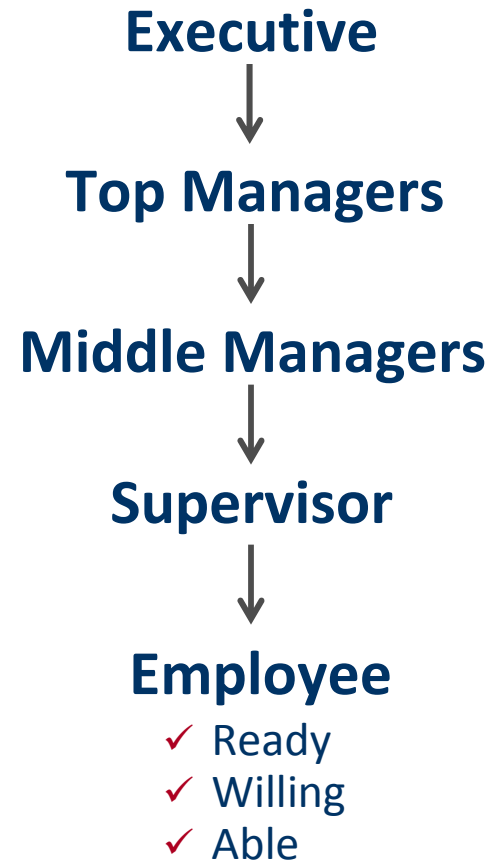 Executive
Top Managers
Middle Managers
Supervisor
Employee
✓ Ready
✓ Willing
✓ Able